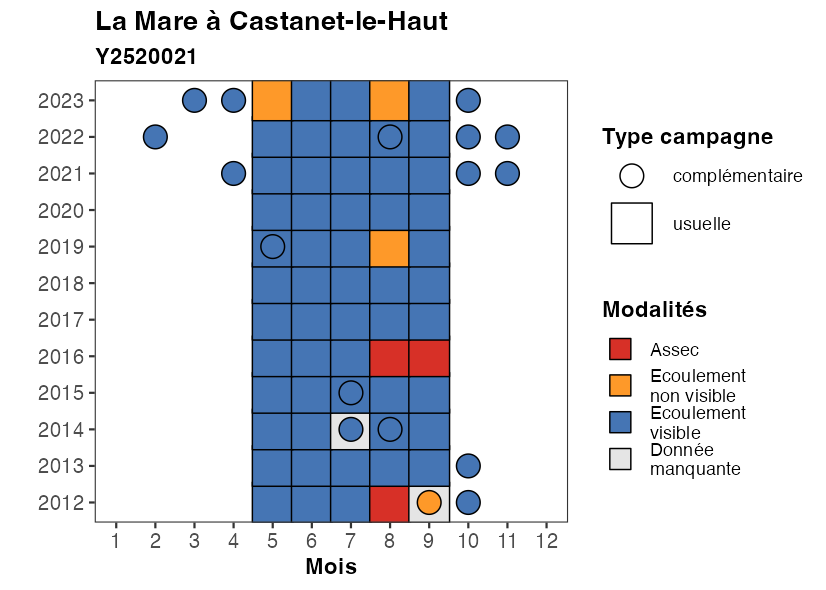 La Mare à Castanet-le-Haut
Y2520021
2023
2022
2021
2020
2019
2018
2017
2016
2015
2014
2013
2012
1 2 3 4 5 6 7 8 9 10 11 12
Mois
Type campagne
complémentaire
usuelle
Modalités
Assec
Ecoulement
non visible
Ecoulement
visible
Donnée
manquante